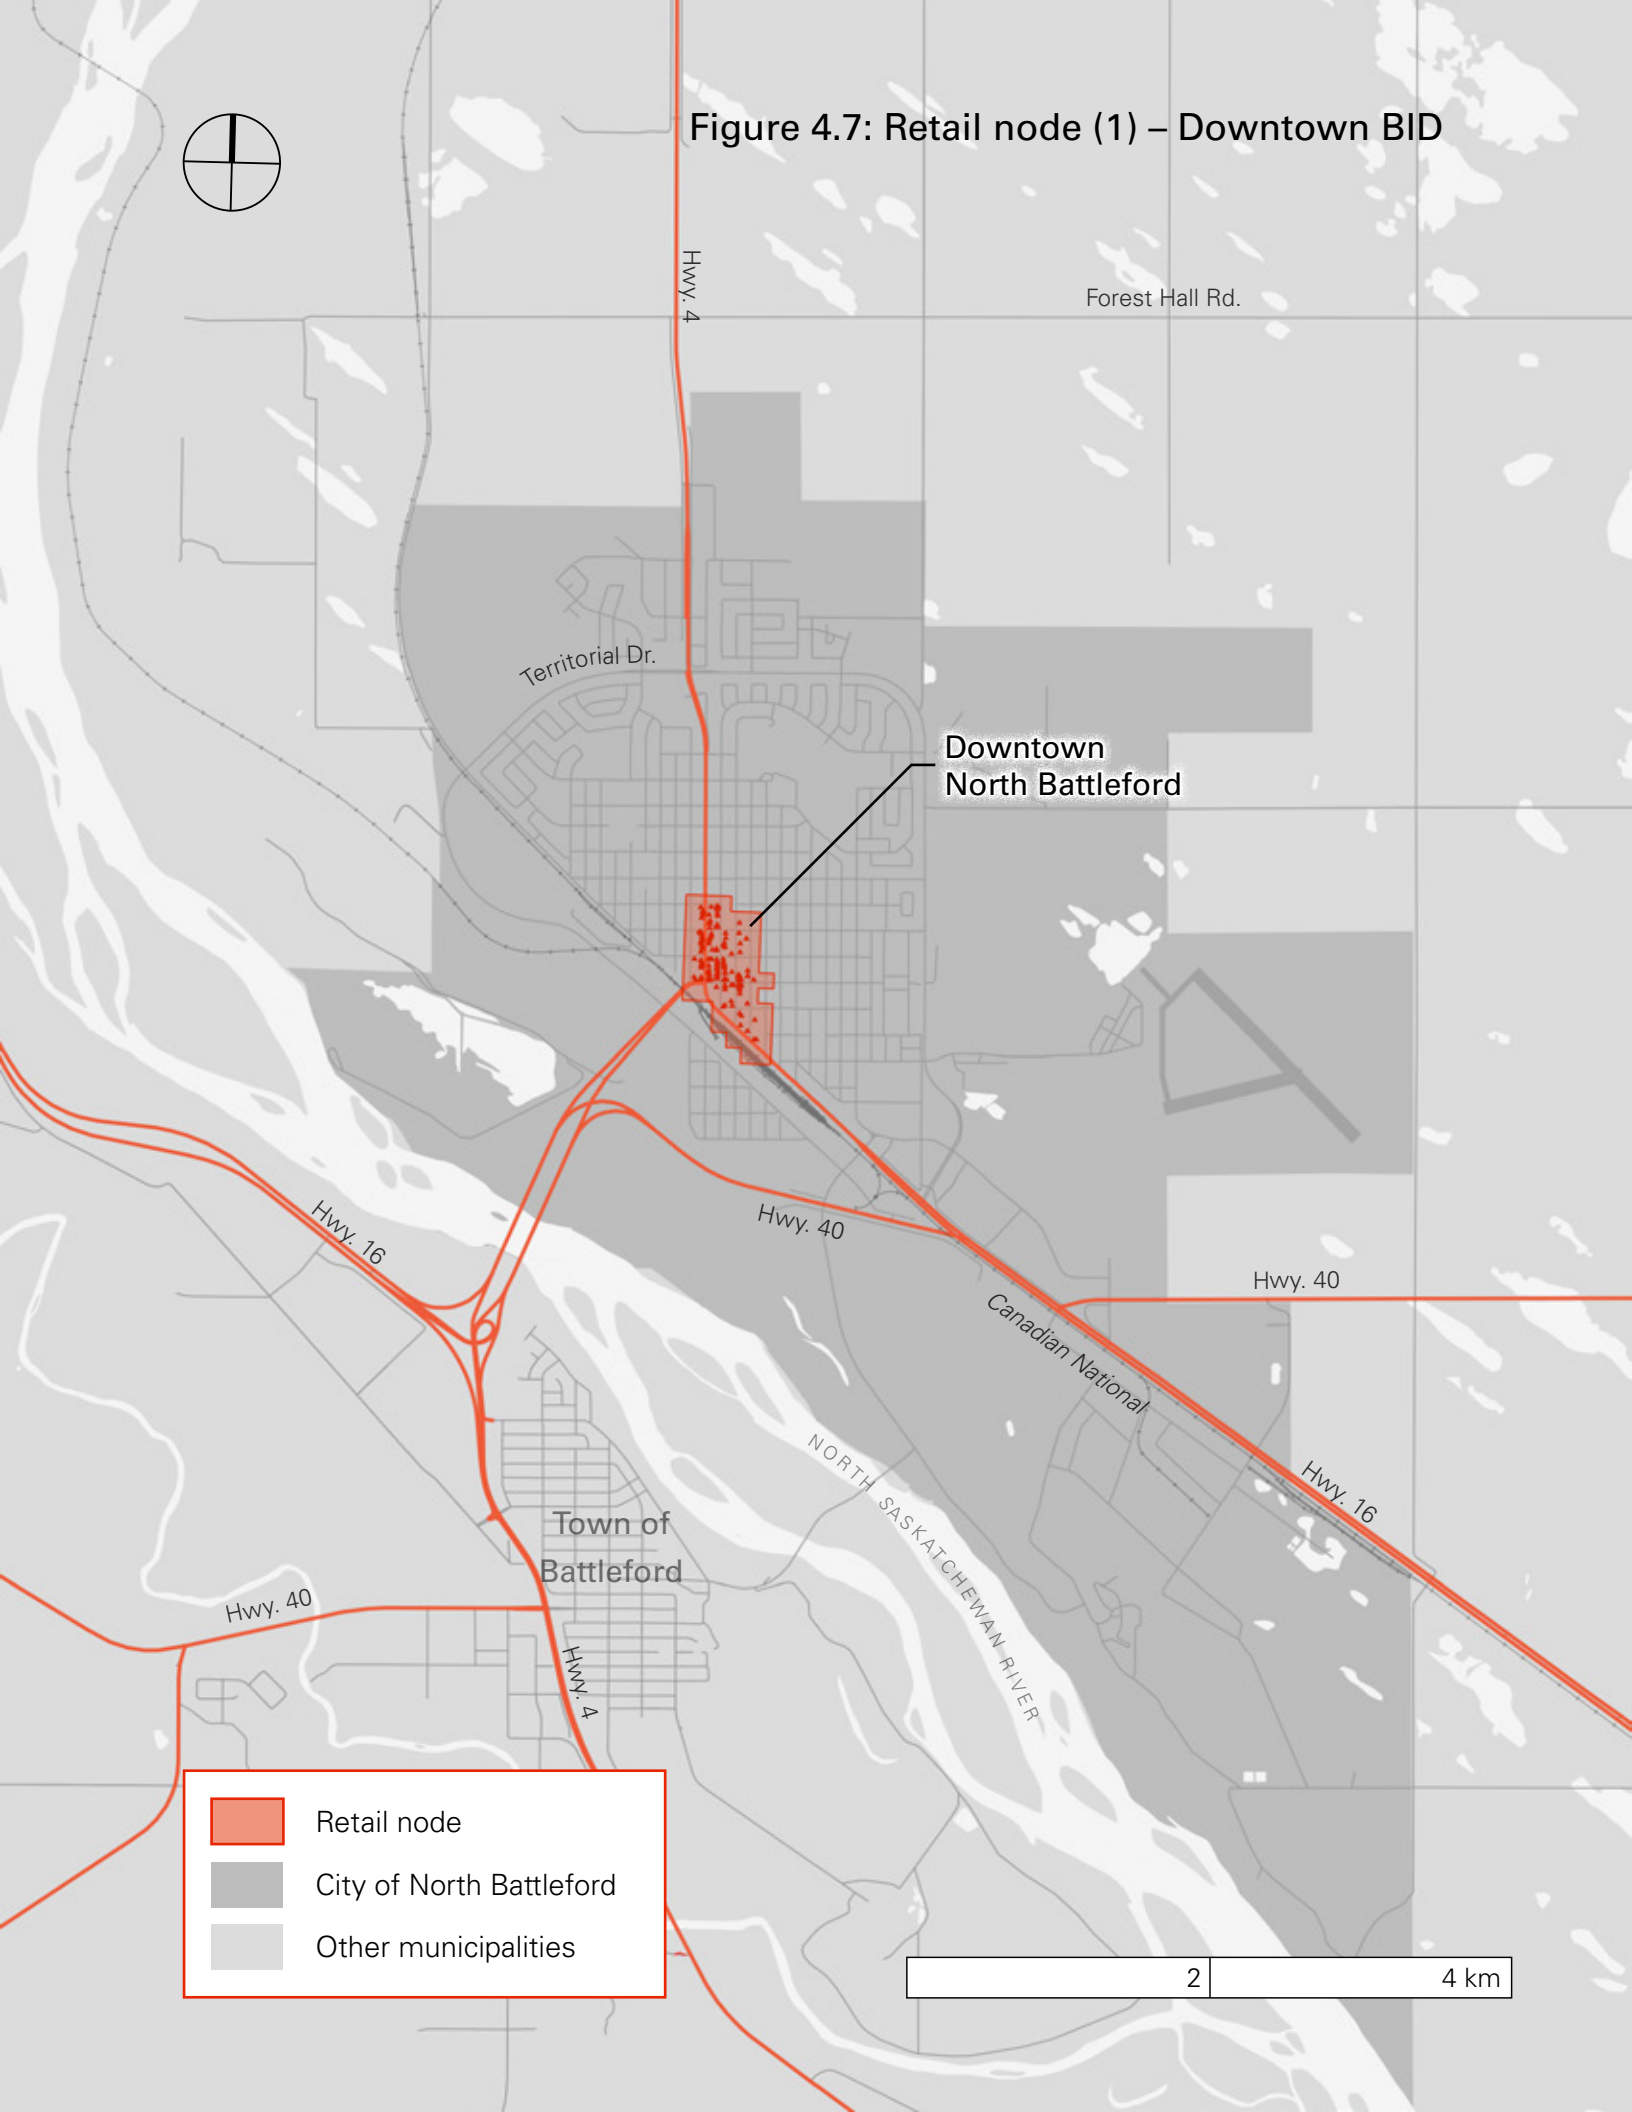 Figure 4.7: Retail node (1) – Downtown BID
Hwy. 4
Forest Hall Rd.
Territorial Dr.
Downtown
North Battleford
Hwy. 16
Hwy. 40
Hwy. 40
Canadian National
NORTH SASKATCHEWAN RIVER
Hwy. 16
Town of
Battleford
Hwy. 40
Hwy. 4
Retail node
City of North Battleford
Other municipalities
2
4 km